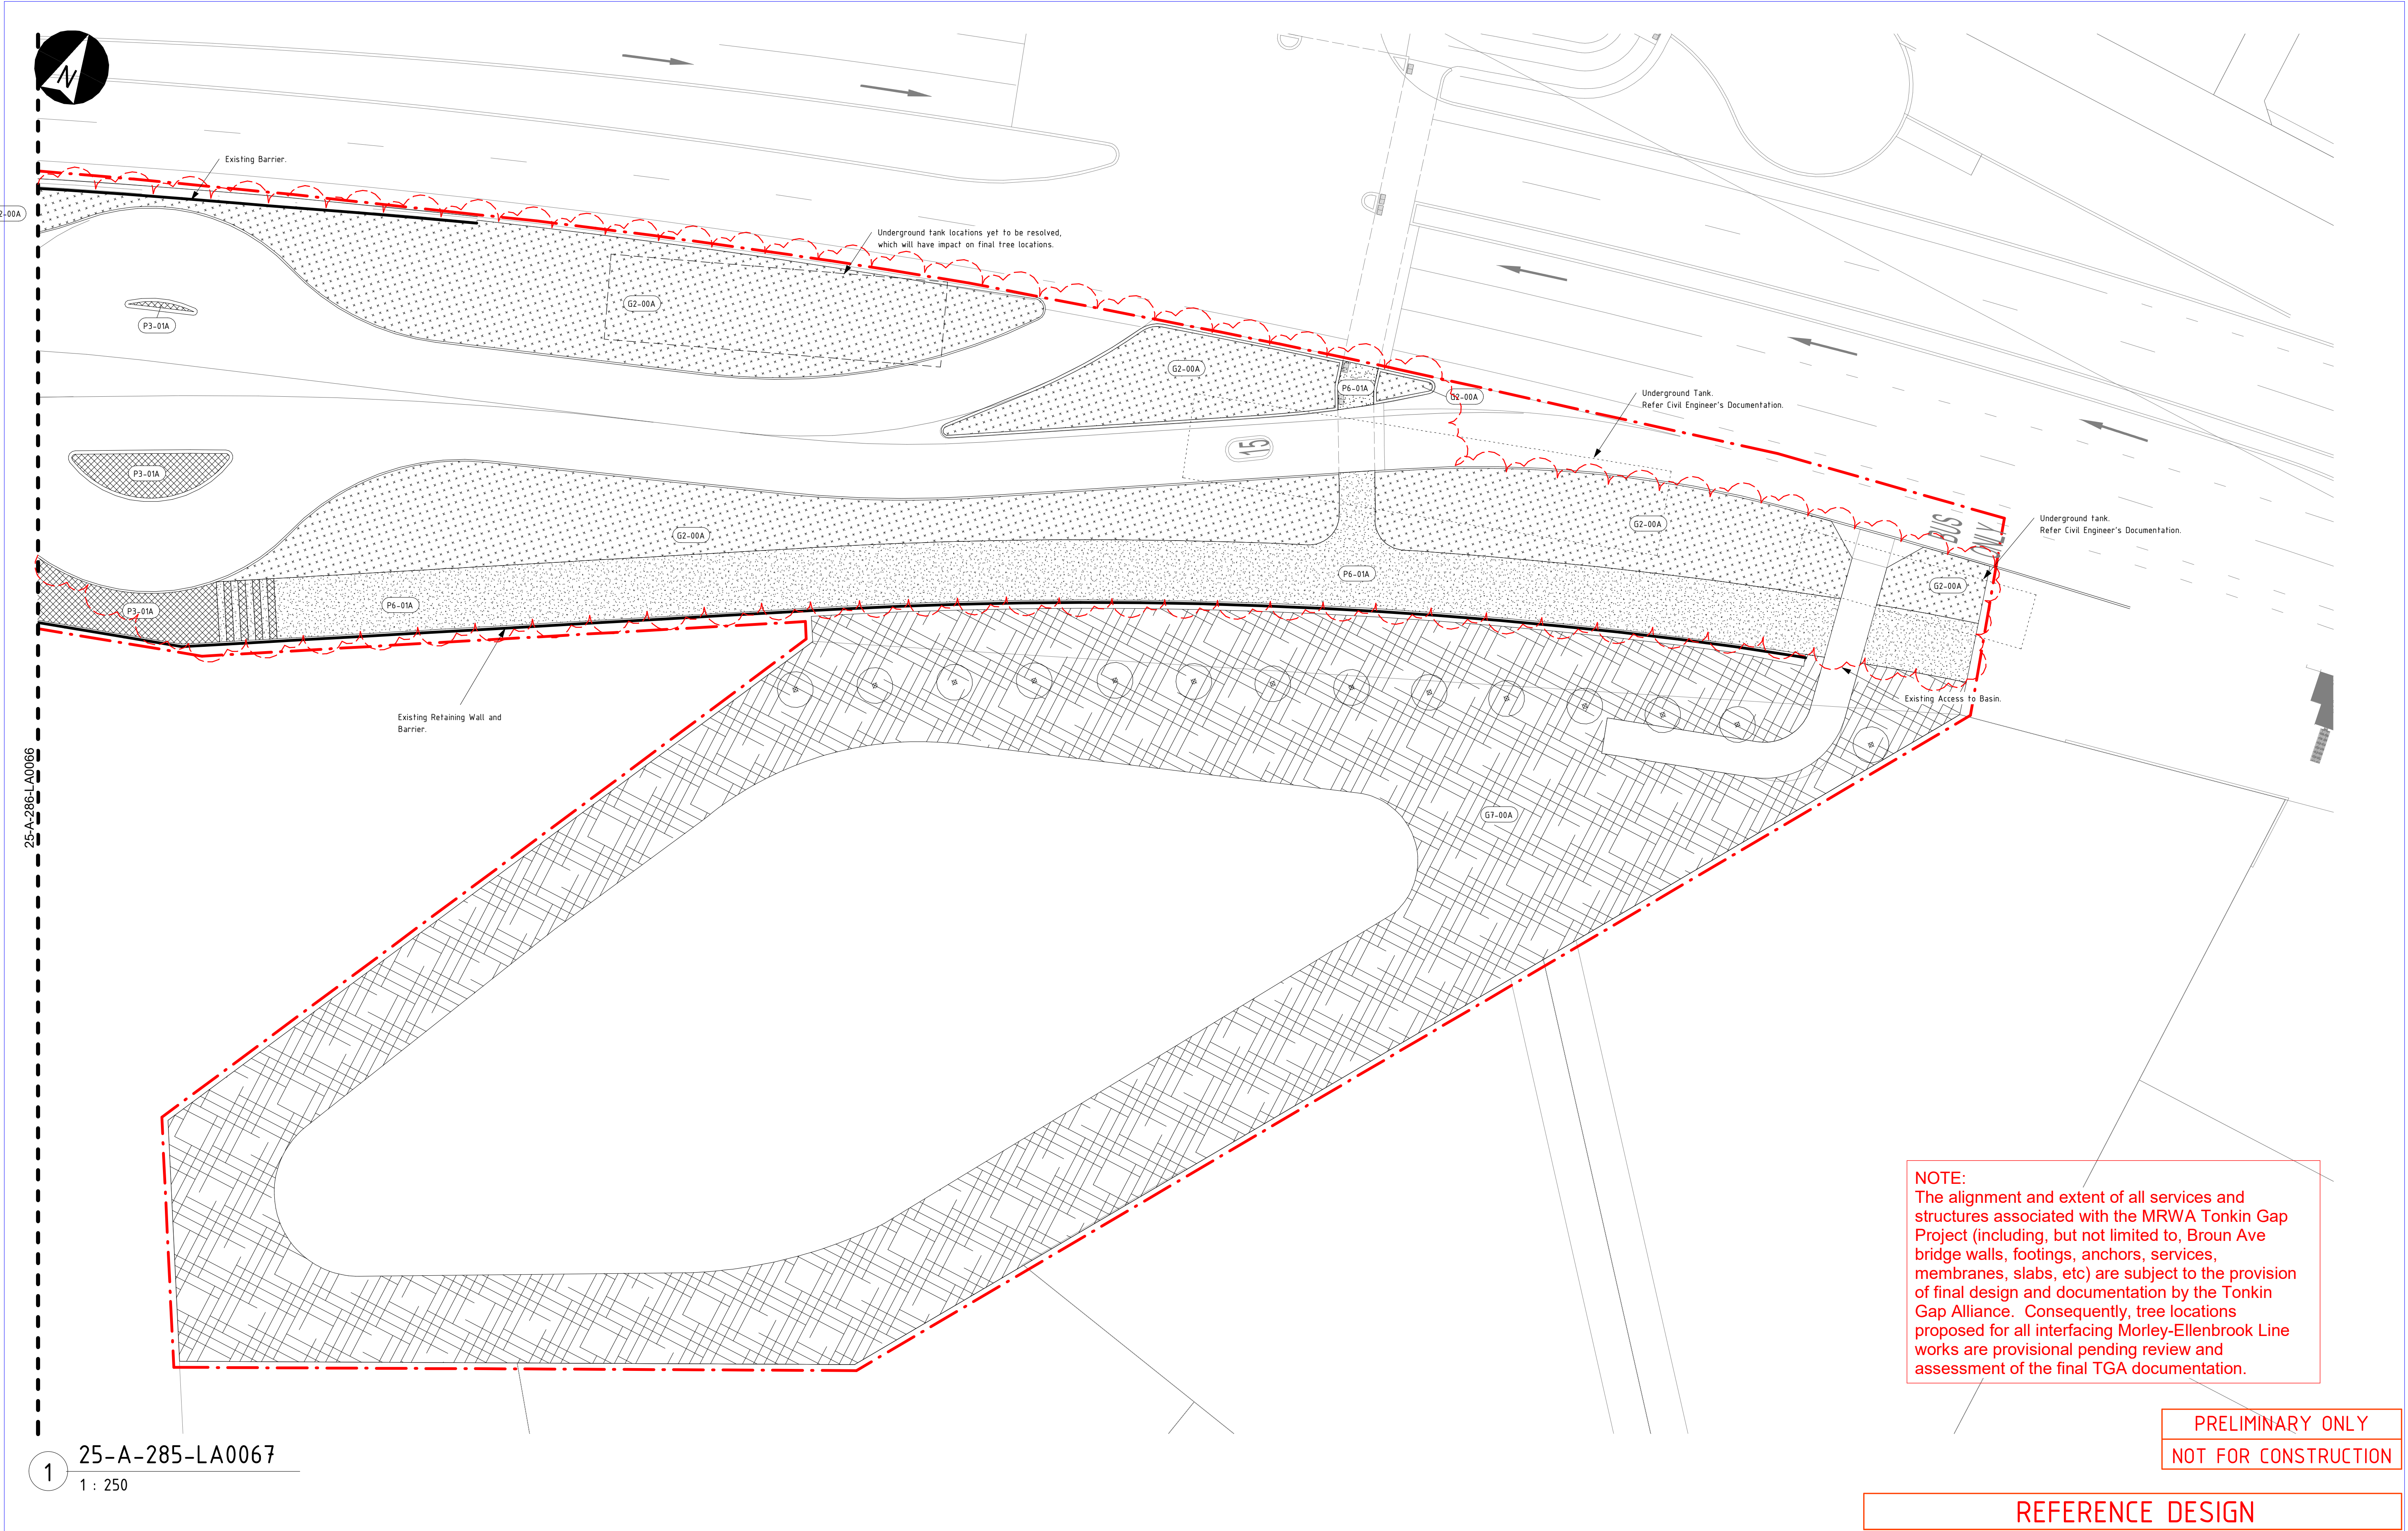 N
Existing Barrier.
2-00A
Underground tank locations yet to be resolved,
which will have impact on final tree locations.
G2-00A
P3-01A
G2-00A
P6-01A
G2-00A
Underground Tank.
Refer Civil Engineer's Documentation.
15
P3-01A
BUS
ONLY
Underground tank.
Refer Civil Engineer's Documentation.
G2-00A
G2-00A
P6-01A
G2-00A
P3-01A
P6-01A
Existing Access to Basin.
Existing Retaining Wall and
Barrier.
25-A-286-LA0066
G7-00A
NOTE:
The alignment and extent of all services and
structures associated with the MRWA Tonkin Gap
Project (including, but not limited to, Broun Ave
bridge walls, footings, anchors, services,
membranes, slabs, etc) are subject to the provision
of final design and documentation by the Tonkin
Gap Alliance. Consequently, tree locations
proposed for all interfacing Morley-Ellenbrook Line
works are provisional pending review and
assessment of the final TGA documentation.
PRELIMINARY ONLY
NOT FOR CONSTRUCTION
1
25-A-285-LA0067
1 : 250
REFERENCE DESIGN